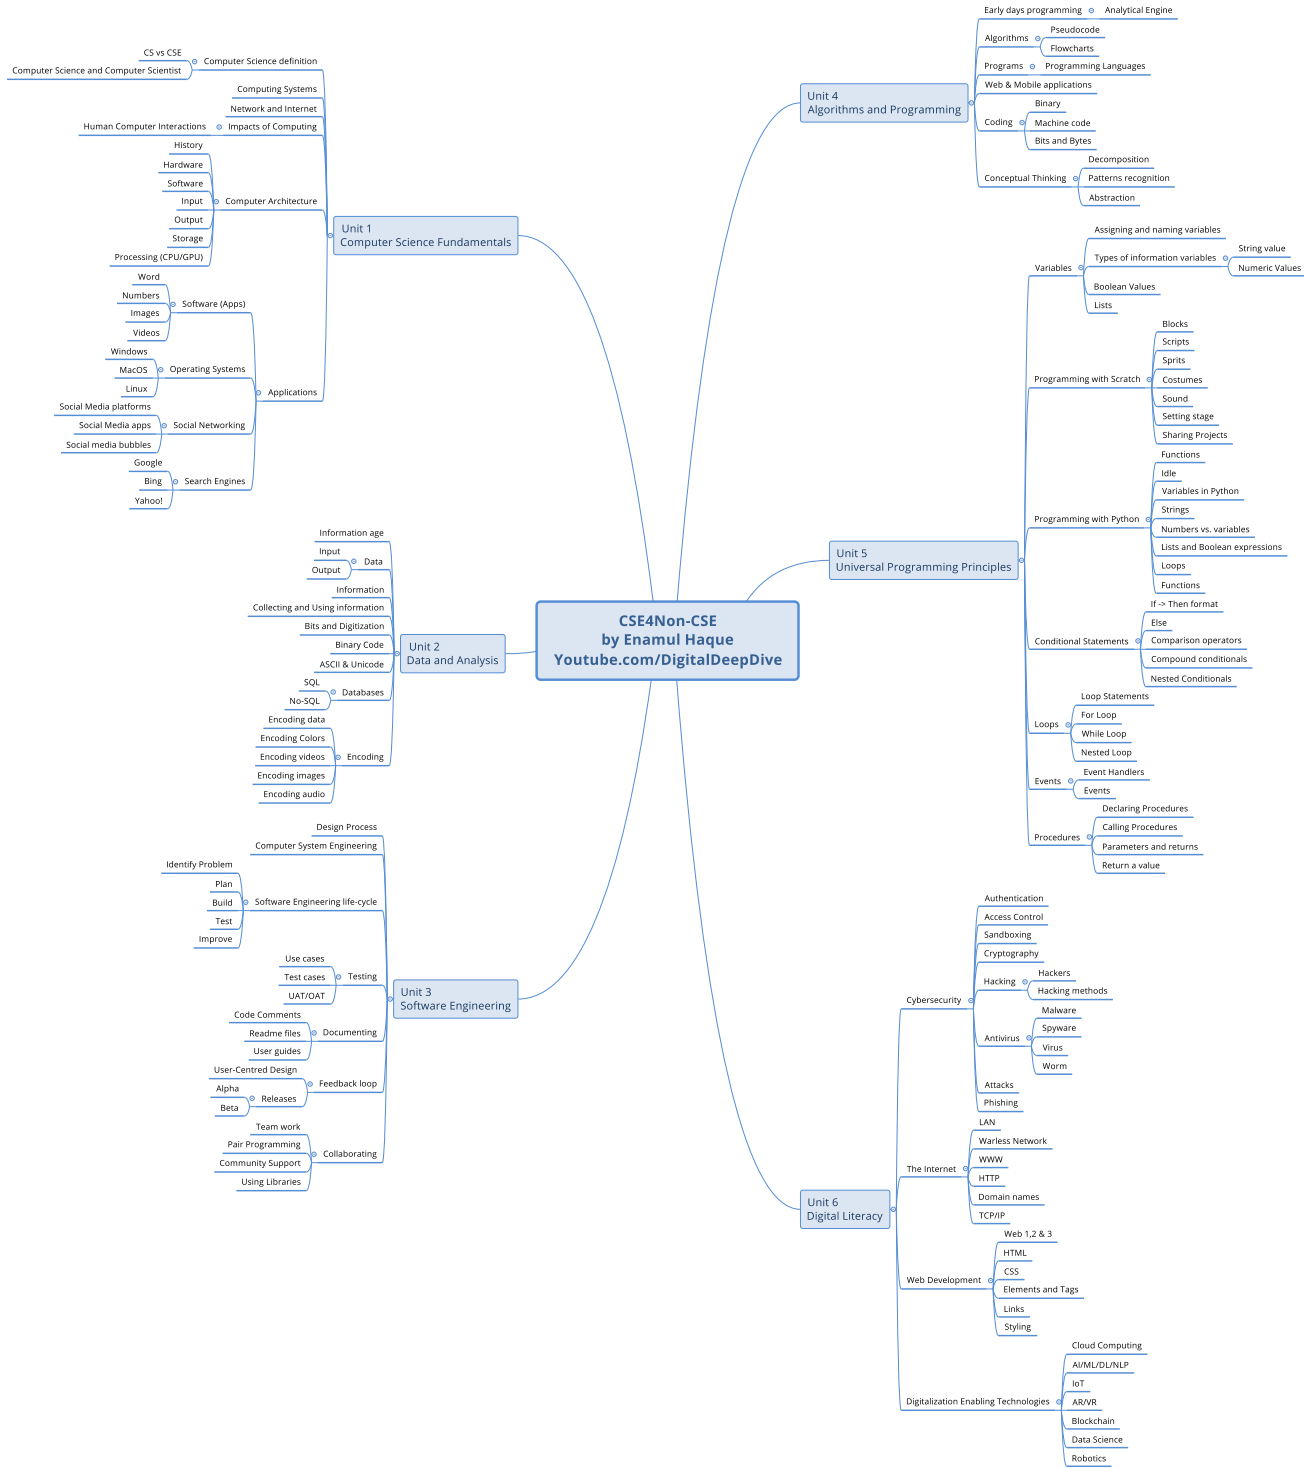 CSE4Non-CSE
by Enamul Haque
Youtube.com/DigitalDeepDive
Unit 1
Computer Science Fundamentals
Computer Science definition
CS vs CSE
Computer Science and Computer Scientist
Computing Systems
Network and Internet
Impacts of Computing
Human Computer Interactions
Computer Architecture
History
Hardware
Software
Input
Output
Storage
Processing (CPU/GPU)
Applications
Software (Apps)
Word
Numbers
Images
Videos
Operating Systems
Windows
MacOS
Linux
Social Networking
Social Media platforms
Social Media apps
Social media bubbles
Search Engines
Google
Bing
Yahoo!
Unit 2
Data and Analysis
Information age
Data
Input
Output
Information
Collecting and Using information
Bits and Digitization
Binary Code
ASCII & Unicode
Databases
SQL
No-SQL
Encoding
Encoding data
Encoding Colors
Encoding videos
Encoding images
Encoding audio
Unit 3
Software Engineering
Design Process
Computer System Engineering
Software Engineering life-cycle
Identify Problem
Plan
Build
Test
Improve
Testing
Use cases
Test cases
UAT/OAT
Documenting
Code Comments
Readme files
User guides
Feedback loop
User-Centred Design
Releases
Alpha
Beta
Collaborating
Team work
Pair Programming
Community Support
Using Libraries
Unit 4
Algorithms and Programming
Early days programming
Analytical Engine
Algorithms
Pseudocode
Flowcharts
Programs
Programming Languages
Web & Mobile applications
Coding
Binary
Machine code
Bits and Bytes
Conceptual Thinking
Decomposition
Patterns recognition
Abstraction
Unit 5
Universal Programming Principles
Variables
Assigning and naming variables
Types of information variables
String value
Numeric Values
Boolean Values
Lists
Programming with Scratch
Blocks
Scripts
Sprits
Costumes
Sound
Setting stage
Sharing Projects
Programming with Python
Functions
Idle
Variables in Python
Strings
Numbers vs. variables
Lists and Boolean expressions
Loops
Functions
Conditional Statements
If -> Then format
Else
Comparison operators
Compound conditionals
Nested Conditionals
Loops
Loop Statements
For Loop
While Loop
Nested Loop
Events
Event Handlers
Events
Procedures
Declaring Procedures
Calling Procedures
Parameters and returns
Return a value
Unit 6
Digital Literacy
Cybersecurity
Authentication
Access Control
Sandboxing
Cryptography
Hacking
Hackers
Hacking methods
Antivirus
Malware
Spyware
Virus
Worm
Attacks
Phishing
The Internet
LAN
Warless Network
WWW
HTTP
Domain names
TCP/IP
Web Development
Web 1,2 & 3
HTML
CSS
Elements and Tags
Links
Styling
Digitalization Enabling Technologies
Cloud Computing
AI/ML/DL/NLP
IoT
AR/VR
Blockchain
Data Science
Robotics